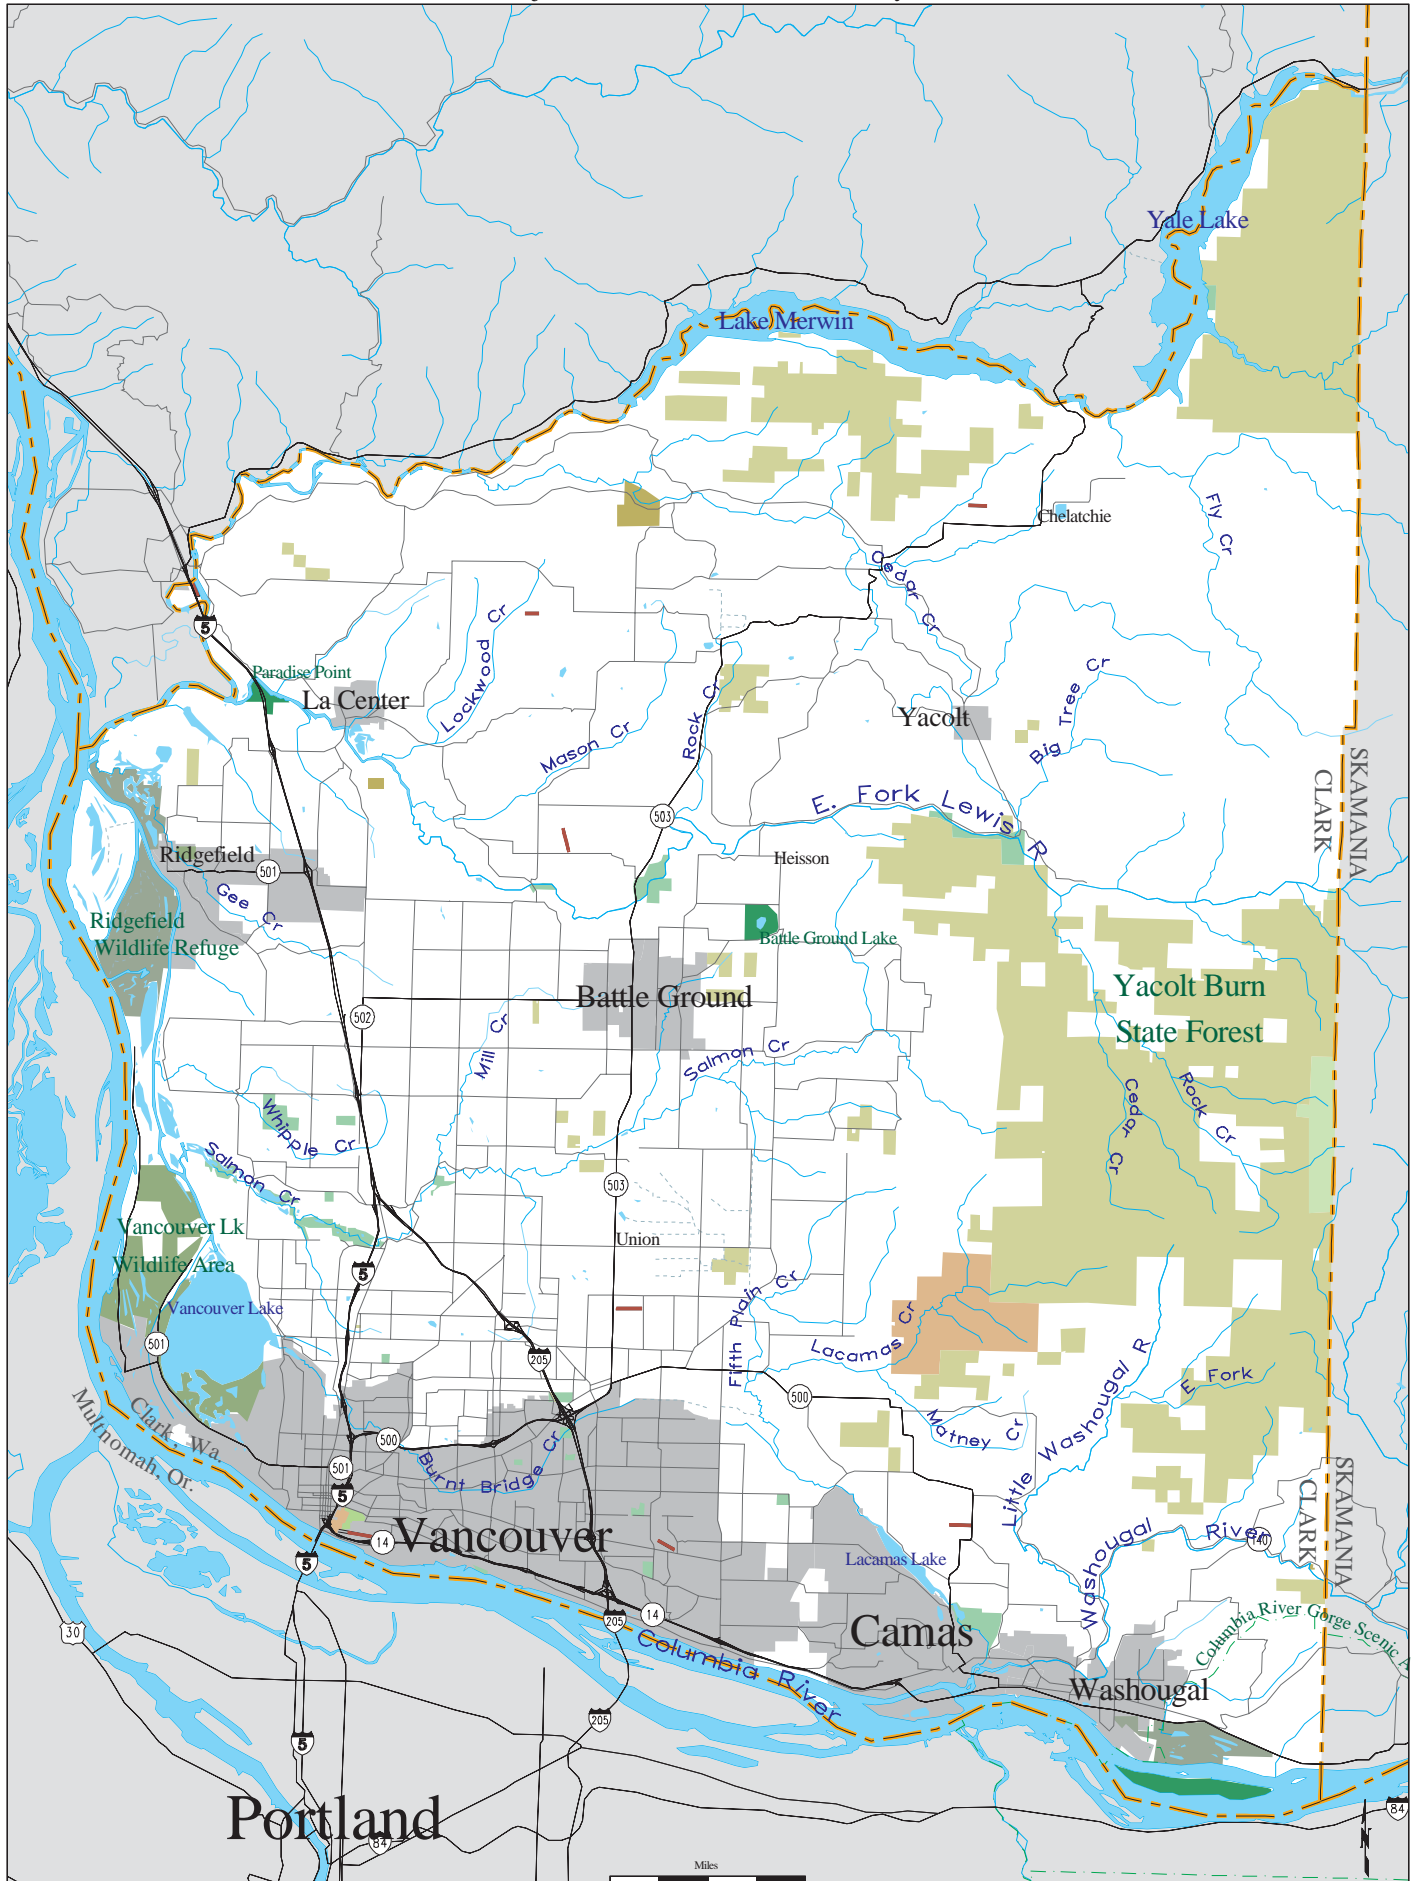 Yale Lake
Lake Merwin
Chelatchie
Fly Cr
Cedar Cr
5
Paradise Point
La Center
Lockwood Cr
Mason Cr
Rock Cr
Yacolt
Big Tree Cr
SKAMANIA
CLARK
E. Fork Lewis R
503
Heisson
Ridgefield
501
Gee Cr
Ridgefield
Wildlife Refuge
Battle Ground Lake
Battle Ground
Yacolt Burn
State Forest
502
Mill Cr
Salmon Cr
Cedar Cr
Rock Cr
Whipple Cr
Salmon Cr
503
Vancouver Lk
Wildlife Area
Union
5
Vancouver Lake
501
205
Fifth Plain Cr
Lacamas Cr
Little Washougal R
E Fork
500
Matney Cr
Clark, Wa.
Multnomah, Or.
500
501
Burnt Bridge Cr
5
SKAMANIA
CLARK
14
Vancouver
5
Lacamas Lake
Washougal River
140
205
14
30
Columbia River
Camas
Columbia River Gorge Scenic A
Washougal
205
5
Portland
84
84
N
Miles